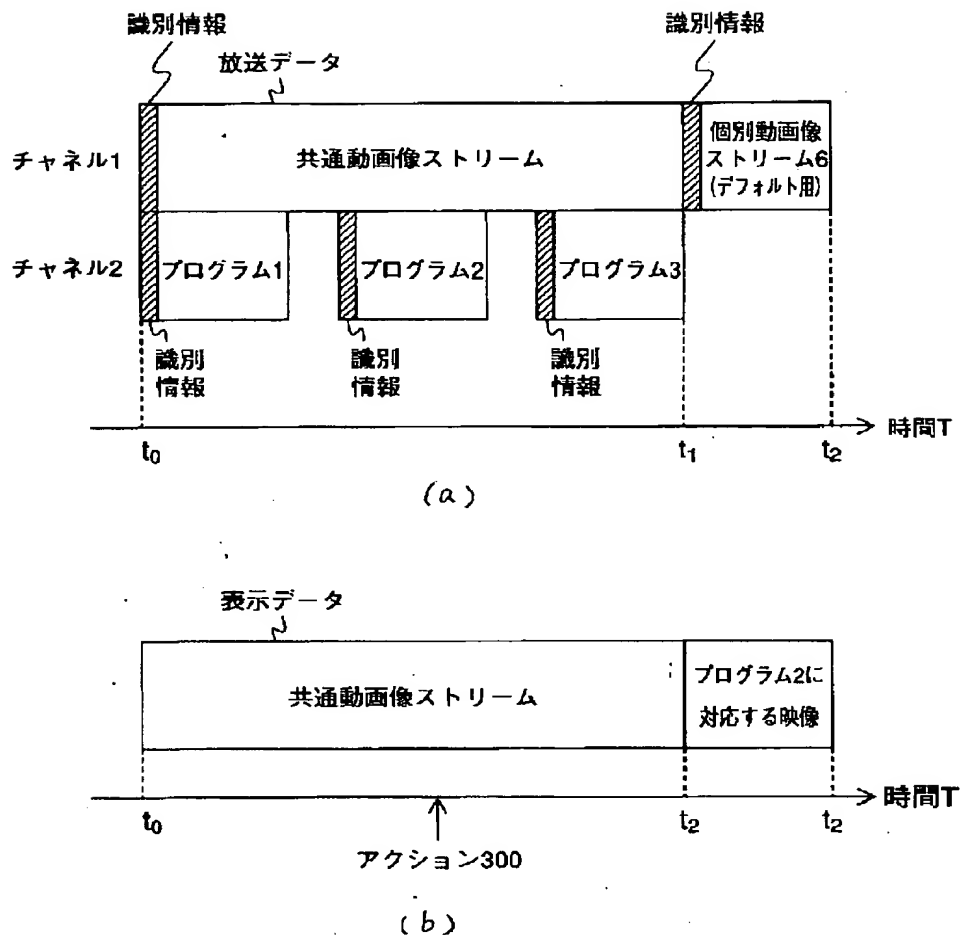 識別情報
識別情報
放送データ
チャネル1
共通動画像ストリーム
個別動画像
ストリーム6
(デフォルト用)
チャネル2
プログラム1
プログラム2
プログラム3
識別
情報
識別
情報
識別
情報
時間T
t0
t1
t2
(a)
表示データ
共通動画像ストリーム
プログラム2に
対応する映像
時間T
t0
t2
t2
アクション300
(b)